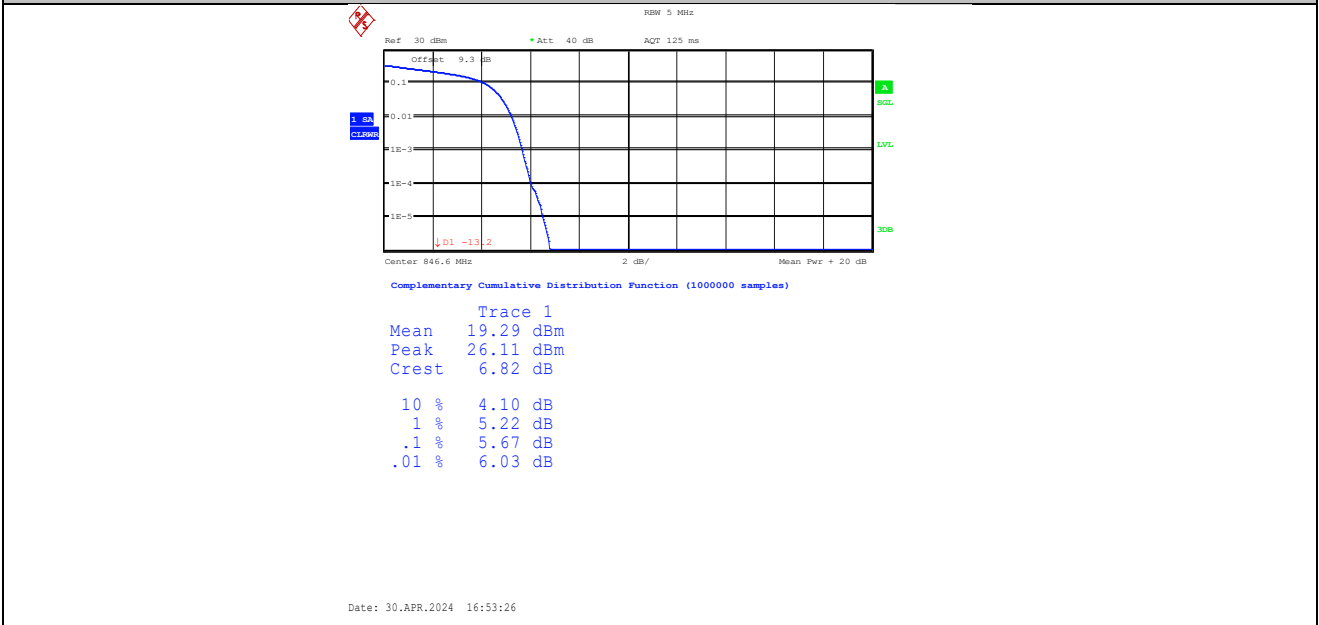 RBW 5 MHz
Ref 30 dBm * Att 40 dB AQT 125 ms
Offset 9.3 dB
0.1
A
SGL
0.01
1 SA
CLRWR
1E-3
LVL
1E-4
1E-5
3DB
↓D1 -13.2
Center 846.6 MHz 2 dB/ Mean Pwr + 20 dB
Complementary Cumulative Distribution Function (1000000 samples)
Trace 1
Mean 19.29 dBm
Peak 26.11 dBm
Crest 6.82 dB
10 % 4.10 dB
1 % 5.22 dB
.1 % 5.67 dB
.01 % 6.03 dB
Date: 30.APR.2024 16:53:26